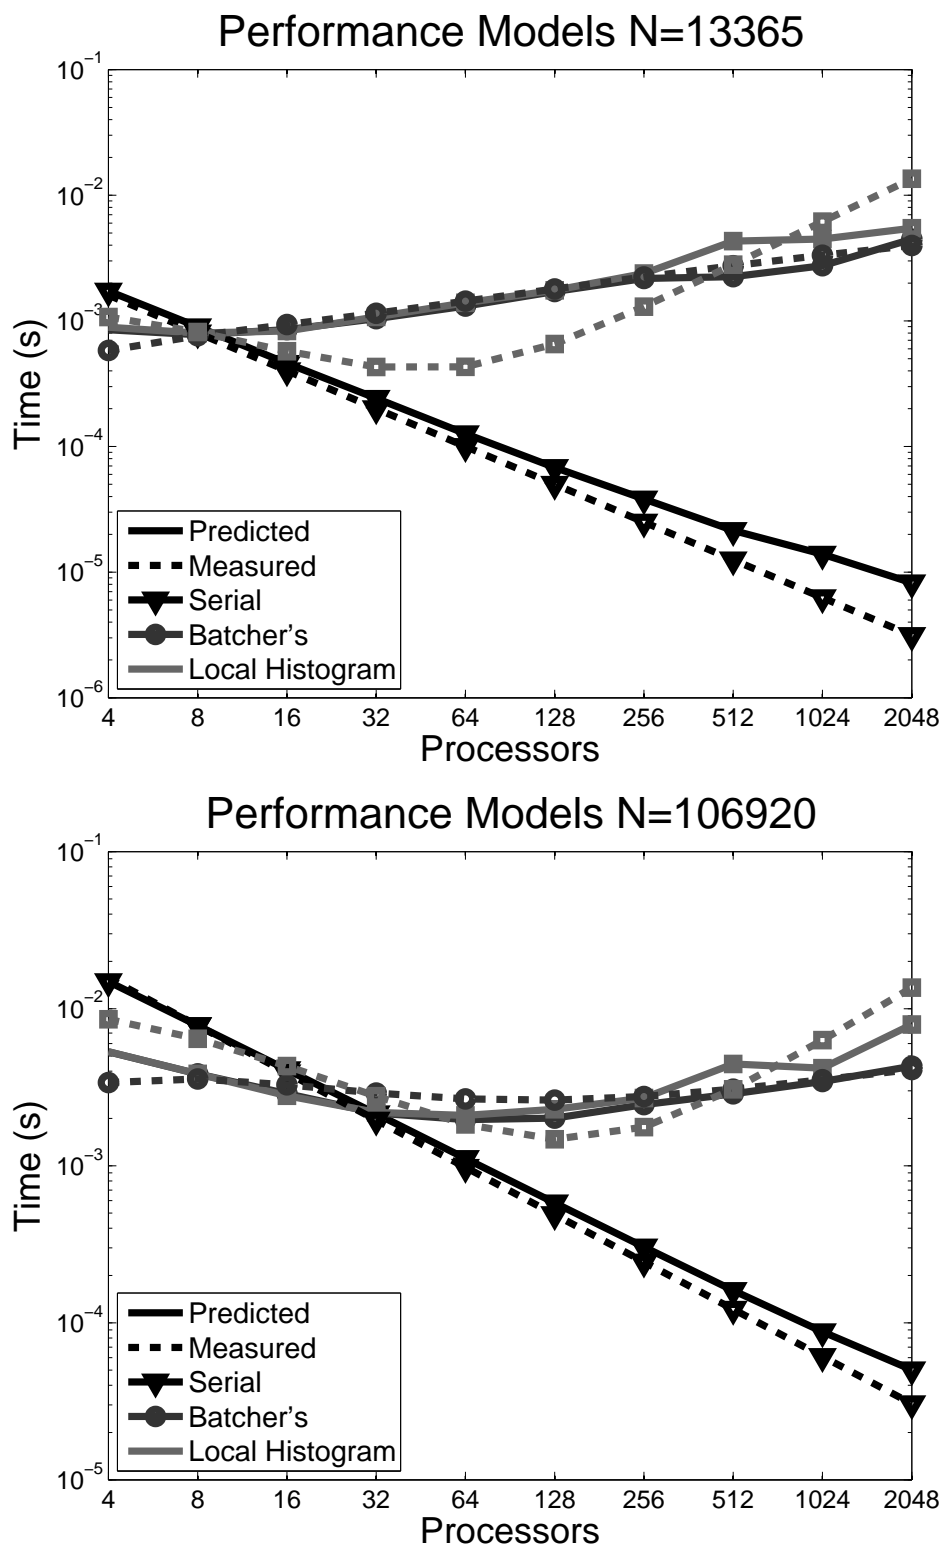 Performance Models N=13365
10−1
10−2
10−3
10−4
10−5
10−6
Time (s)
Predicted
Measured
Serial
Batcher's
Local Histogram
4 8 16 32 64 128 256 512 1024 2048
Processors
Performance Models N=106920
10−1
10−2
10−3
10−4
10−5
Time (s)
Predicted
Measured
Serial
Batcher's
Local Histogram
4 8 16 32 64 128 256 512 1024 2048
Processors